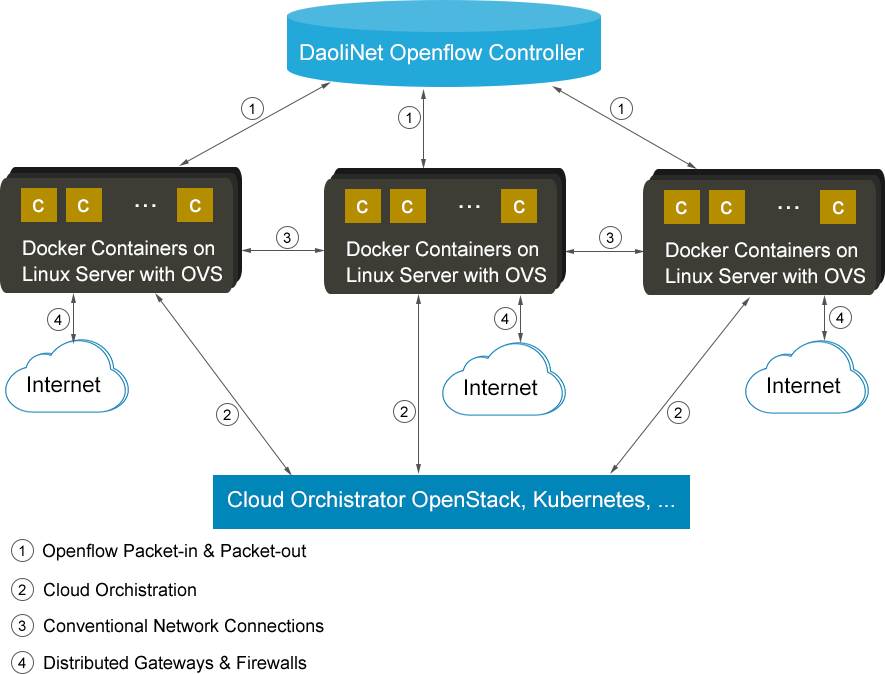 DaoliNet Openflow Controller
1
1
1
C C ... C
Docker Containers on
Linux Server with OVS
3
C C ... C
Docker Containers on
Linux Server with OVS
3
C C ... C
Docker Containers on
Linux Server with OVS
4
4
4
Internet
Internet
Internet
2
2
2
Cloud Orchistrator OpenStack, Kubernetes, ...
1 Openflow Packet-in & Packet-out
2 Cloud Orchistration
3 Conventional Network Connections
4 Distributed Gateways & Firewalls